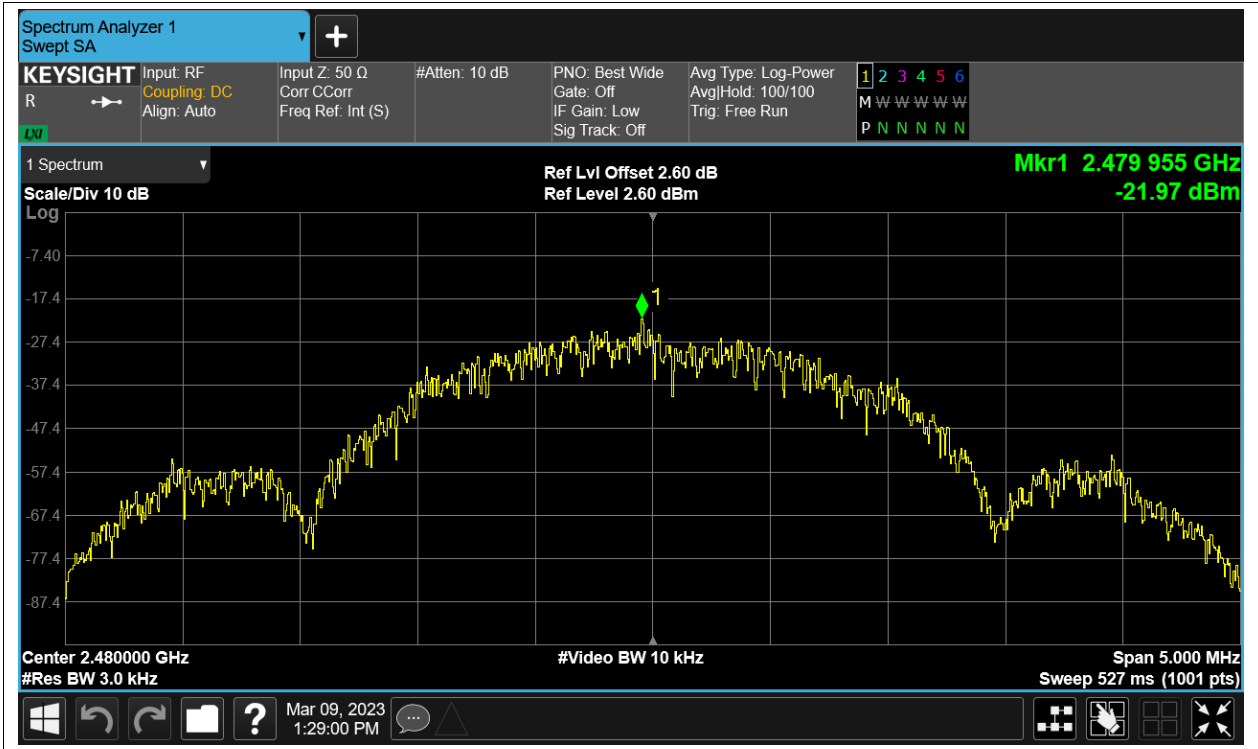 Spectrum Analyzer 1
Swept SA
KEYSIGHT
R
LXI
Input: RF
Coupling: DC
Align: Auto
Input Z: 50 Ω
Corr CCorr
Freq Ref: Int (S)
#Atten: 10 dB
PNO: Best Wide
Gate: Off
IF Gain: Low
Sig Track: Off
Avg Type: Log-Power
Avg|Hold: 100/100
Trig: Free Run
1 2 3 4 5 6
M W W W W W W
P N N N N N
1 Spectrum
Scale/Div 10 dB
Ref Lvl Offset 2.60 dB
Ref Level 2.60 dBm
Mkr1 2.479 955 GHz
-21.97 dBm
Log
-7.40
-17.4
1
-27.4
-37.4
-47.4
-57.4
-67.4
-77.4
-87.4
Center 2.480000 GHz
#Video BW 10 kHz
Span 5.000 MHz
#Res BW 3.0 kHz
Sweep 527 ms (1001 pts)
?
Mar 09, 2023
1:29:00 PM